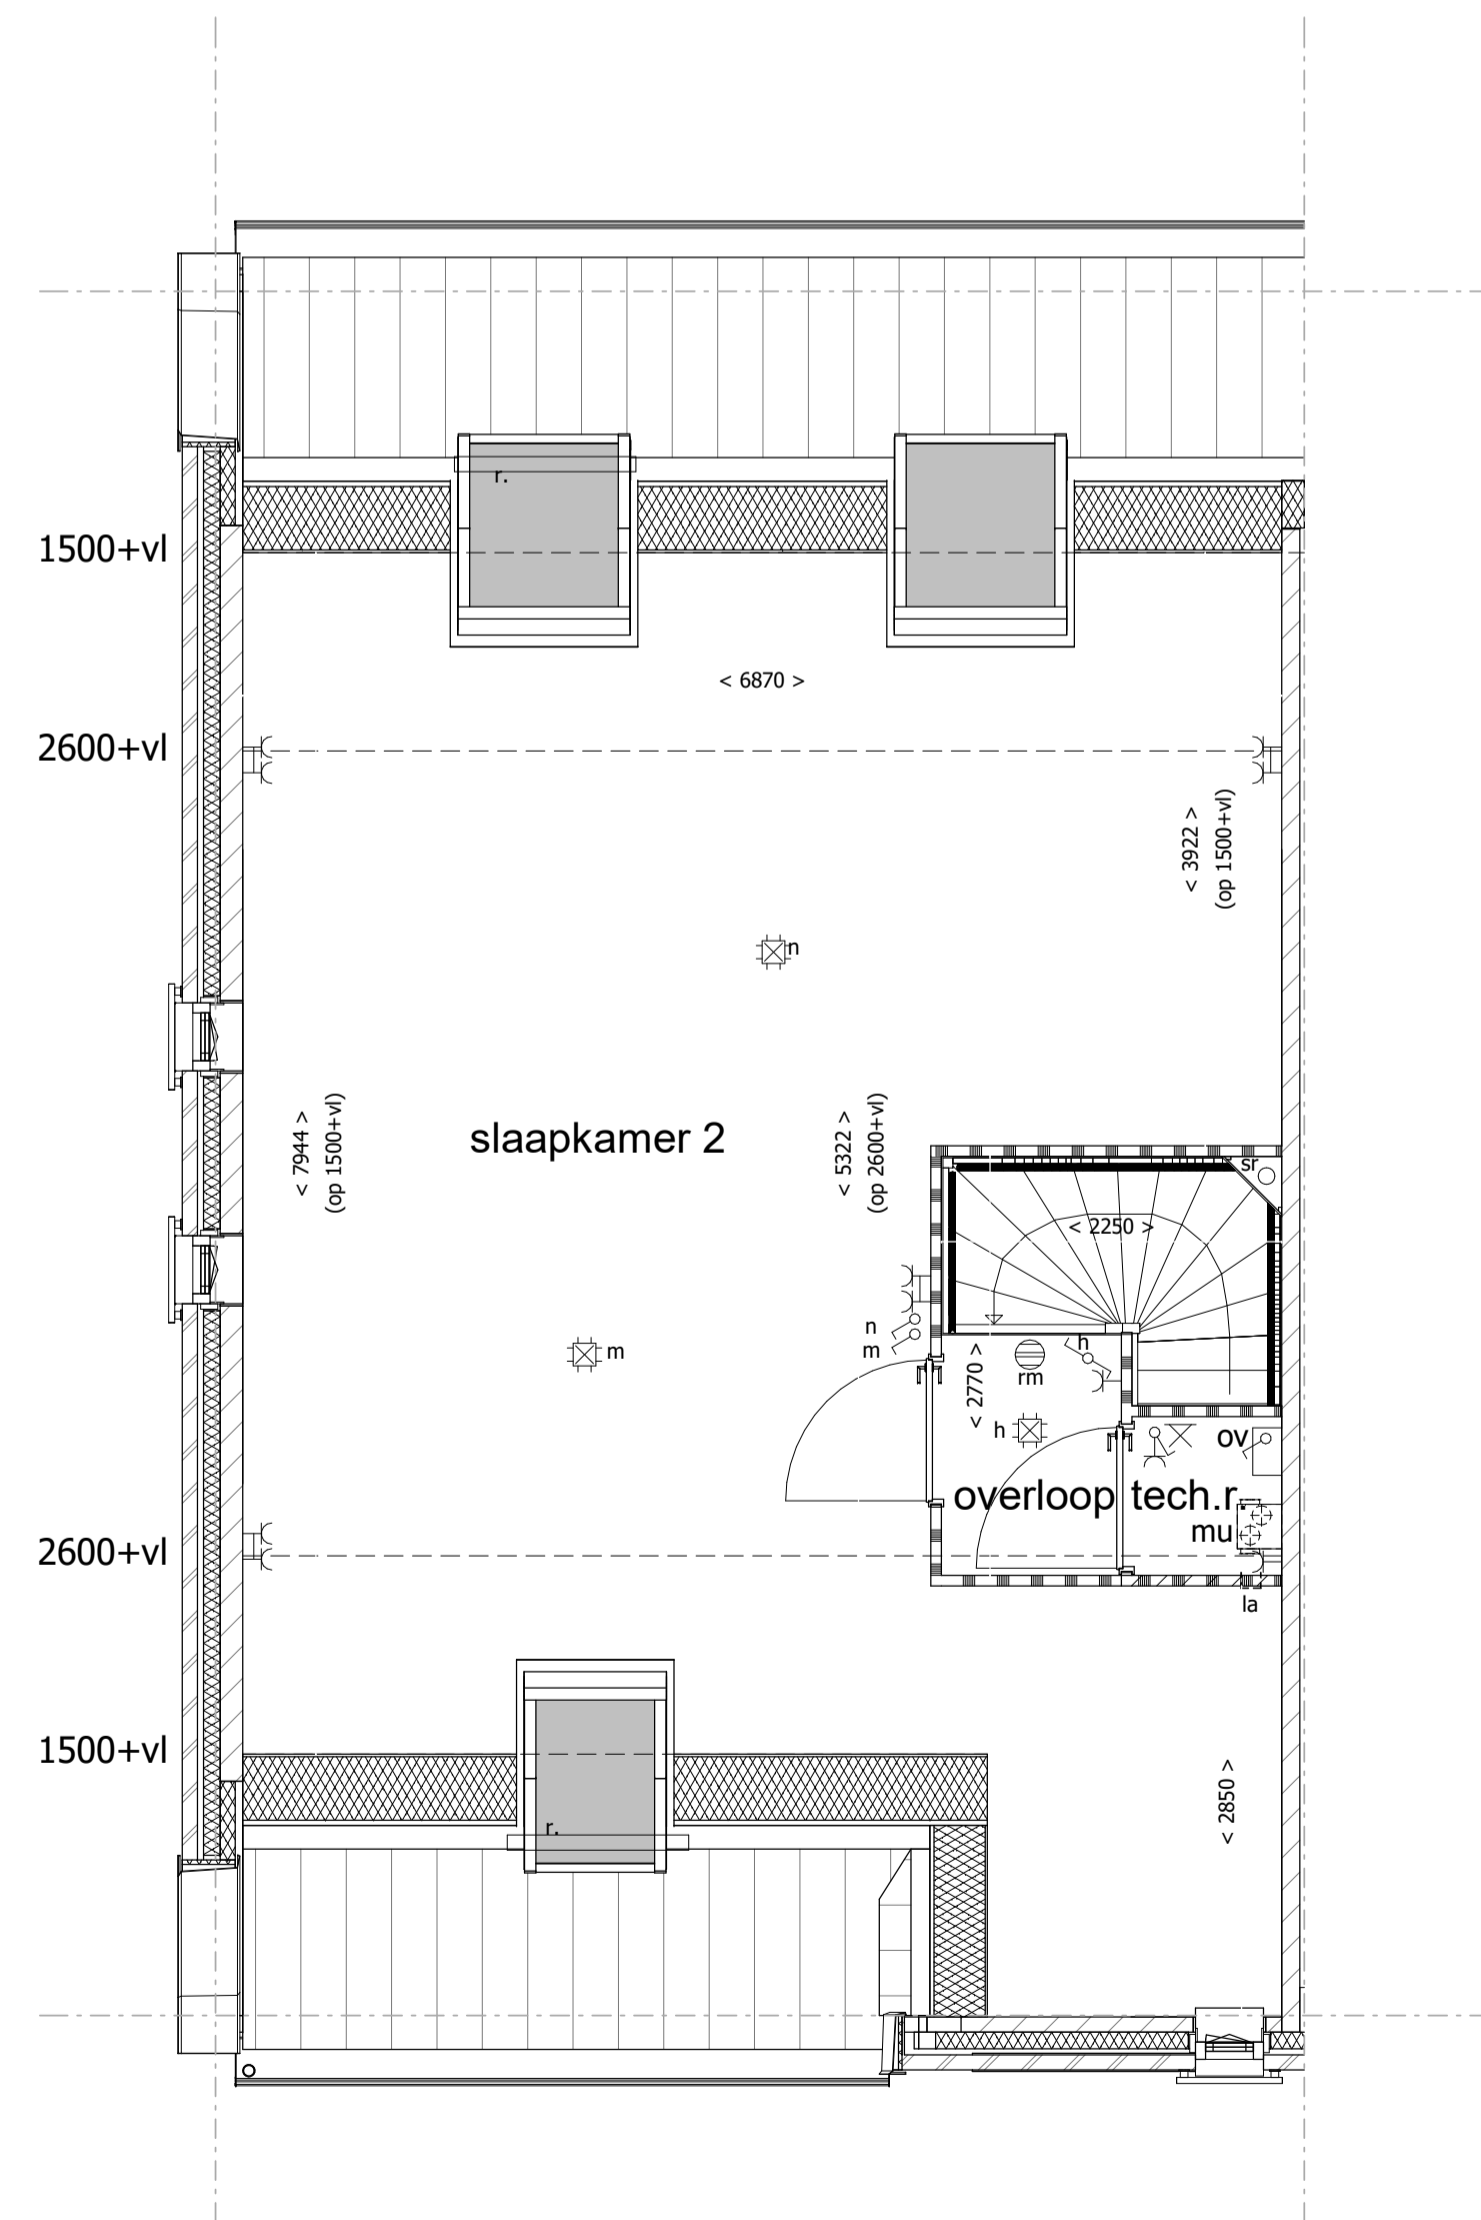 r.
1500+vl
< 6870 >
2600+vl
< 3922 >
(op 1500+vl)
n
< 7944 >
(op 1500+vl)
slaapkamer 2
< 5322 >
(op 2600+vl)
sr
< 2250 >
n
m
m
< 2770 >
rm
h
h
ov
overloop
tech.r.
mu
2600+vl
la
1500+vl
r.
< 2850 >